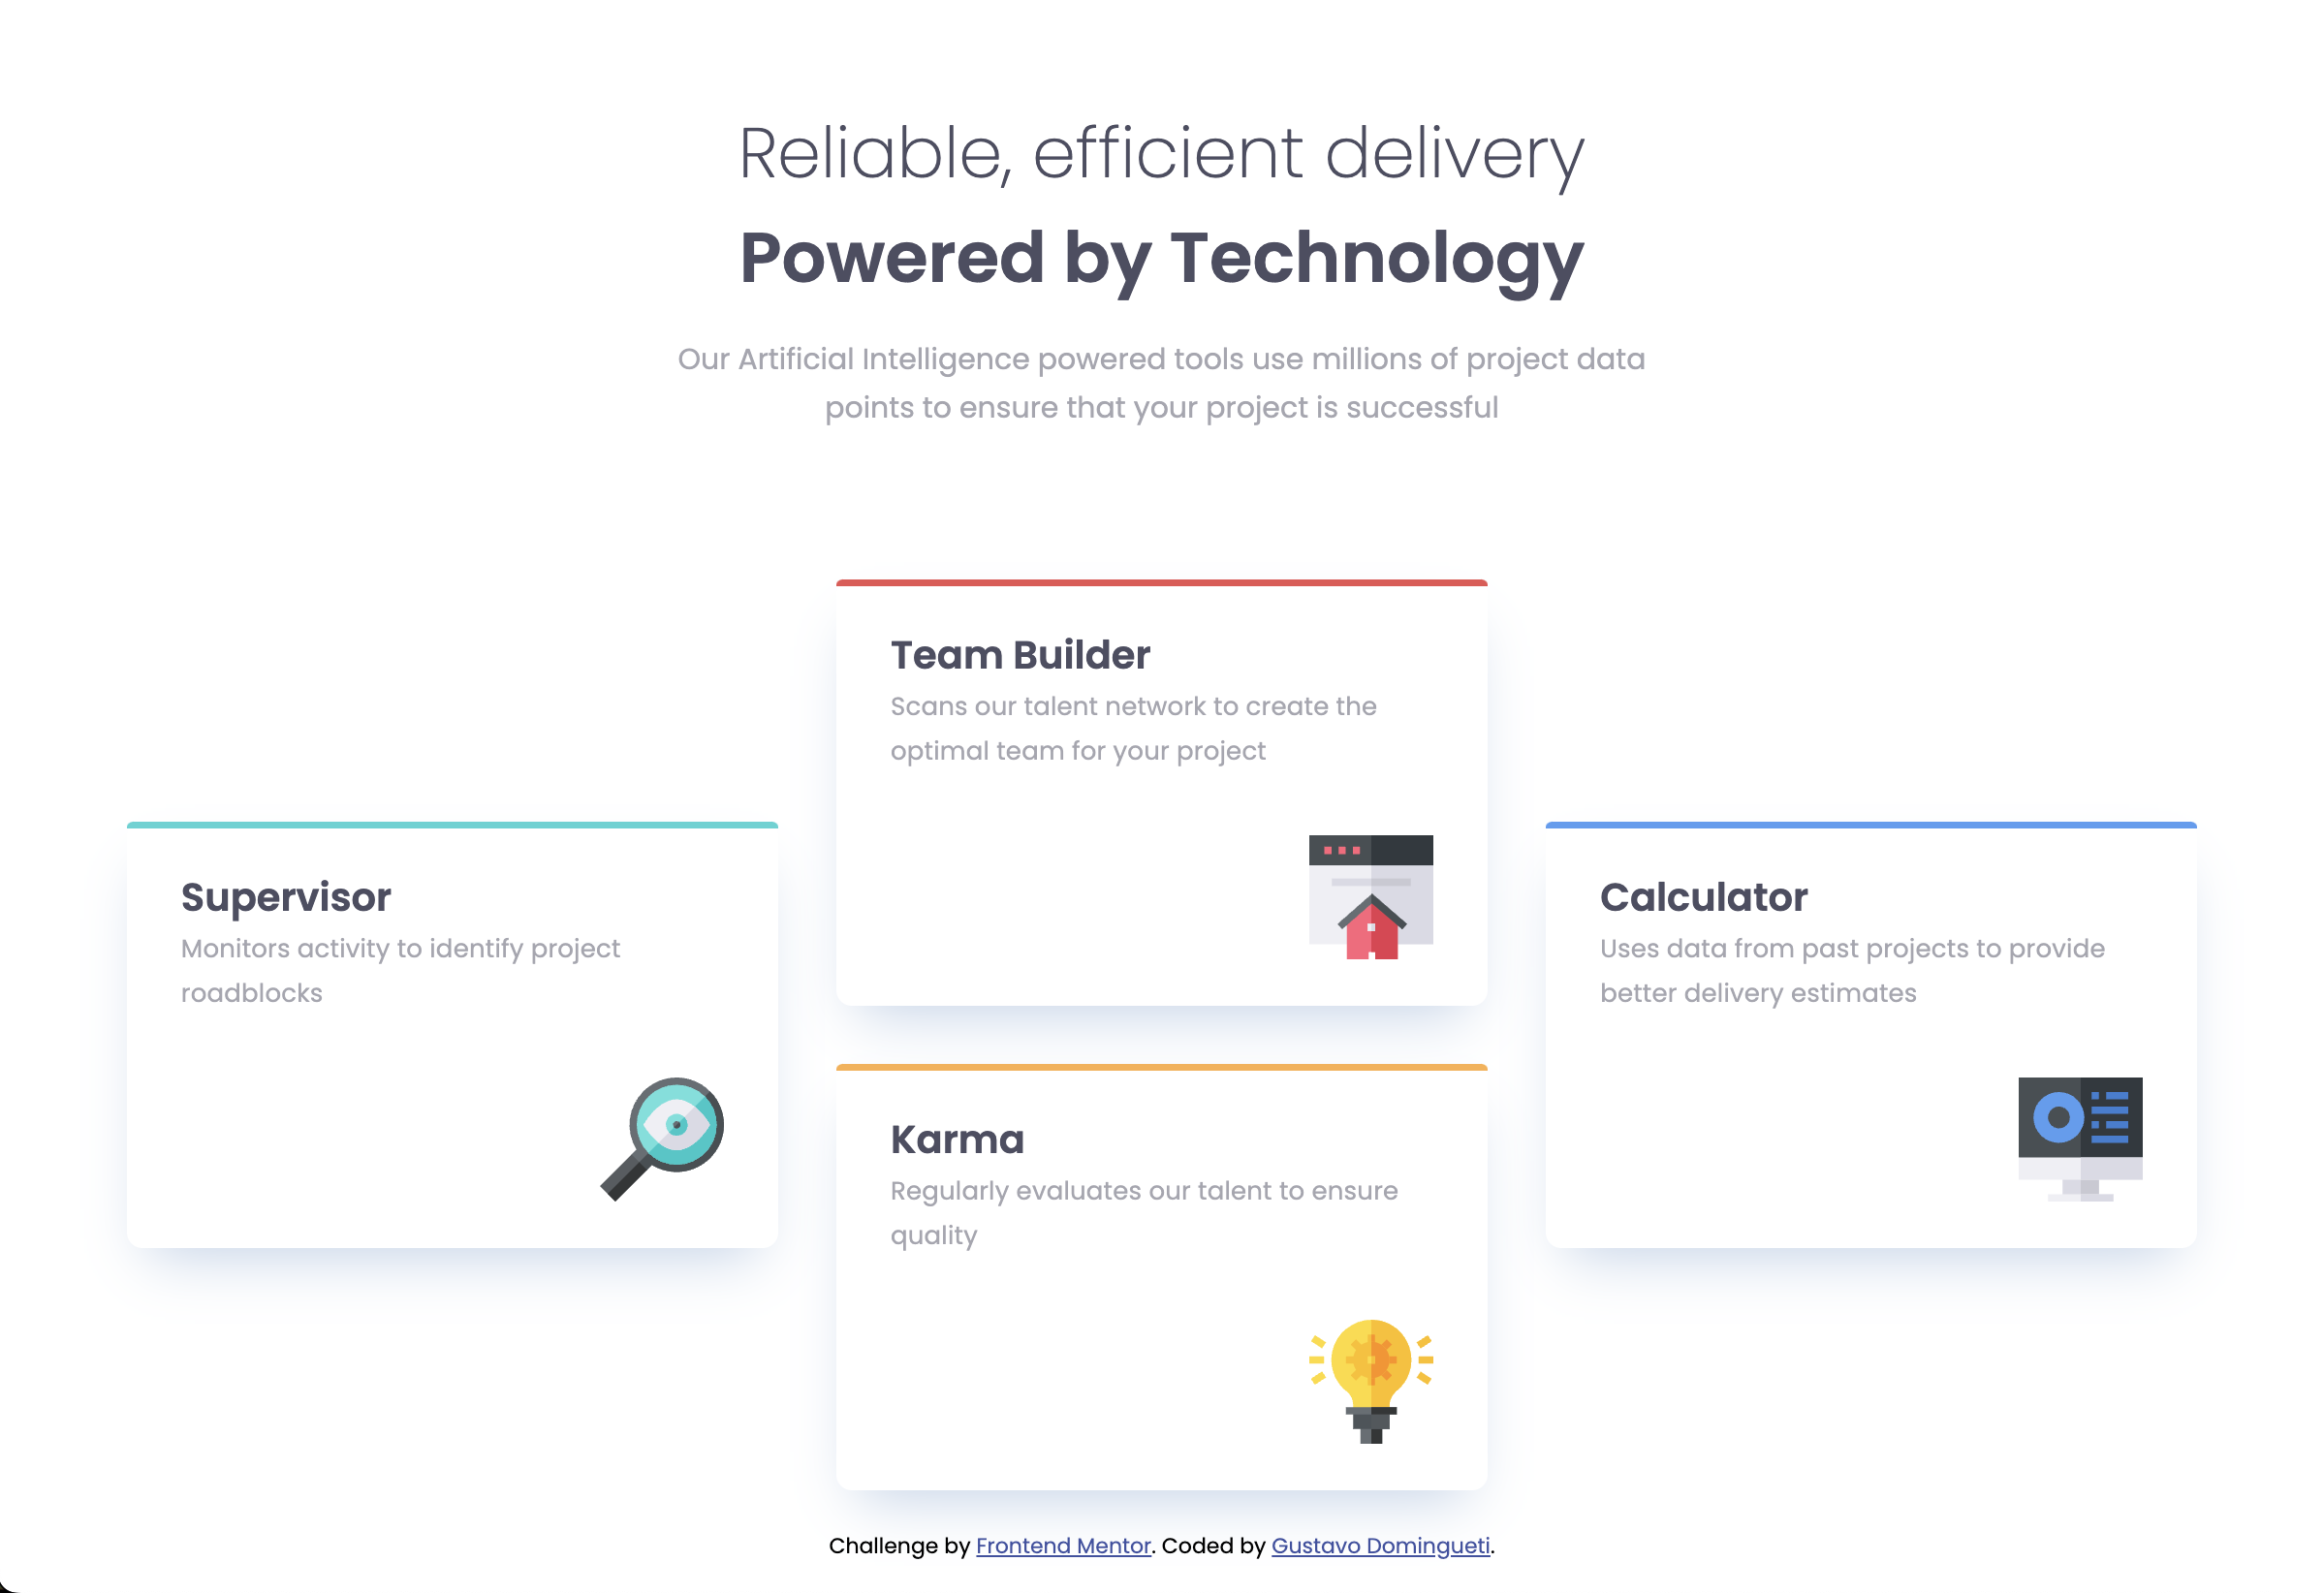 Reliable, efficient delivery
Powered by Technology
Our Artificial Intelligence powered tools use millions of project data
points to ensure that your project is successful
Supervisor
Monitors activity to identify project
roadblocks
Team Builder
Scans our talent network to create the
optimal team for your project
Karma
Regularly evaluates our talent to ensure
quality
Calculator
Uses data from past projects to provide
better delivery estimates
Challenge by Frontend Mentor. Coded by Gustavo Domingueti.